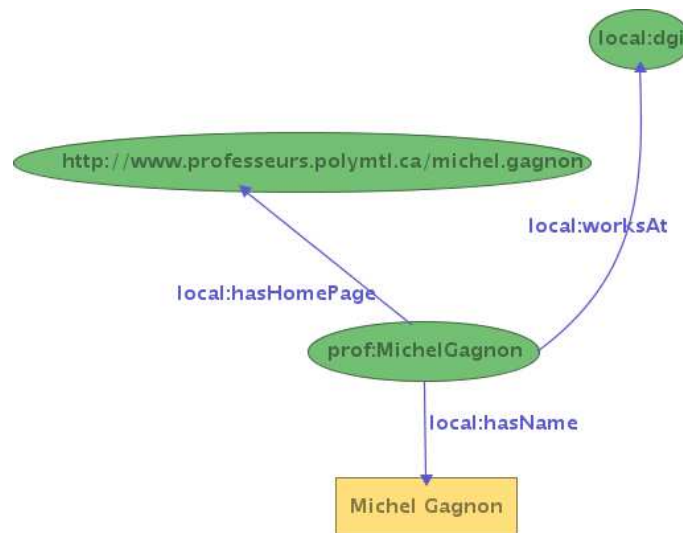 local:dgi
http://www.professeurs.polymtl.ca/michel.gagnon
local:worksAt
local:hasHomePage
prof:MichelGagnon
local:hasName
Michel Gagnon